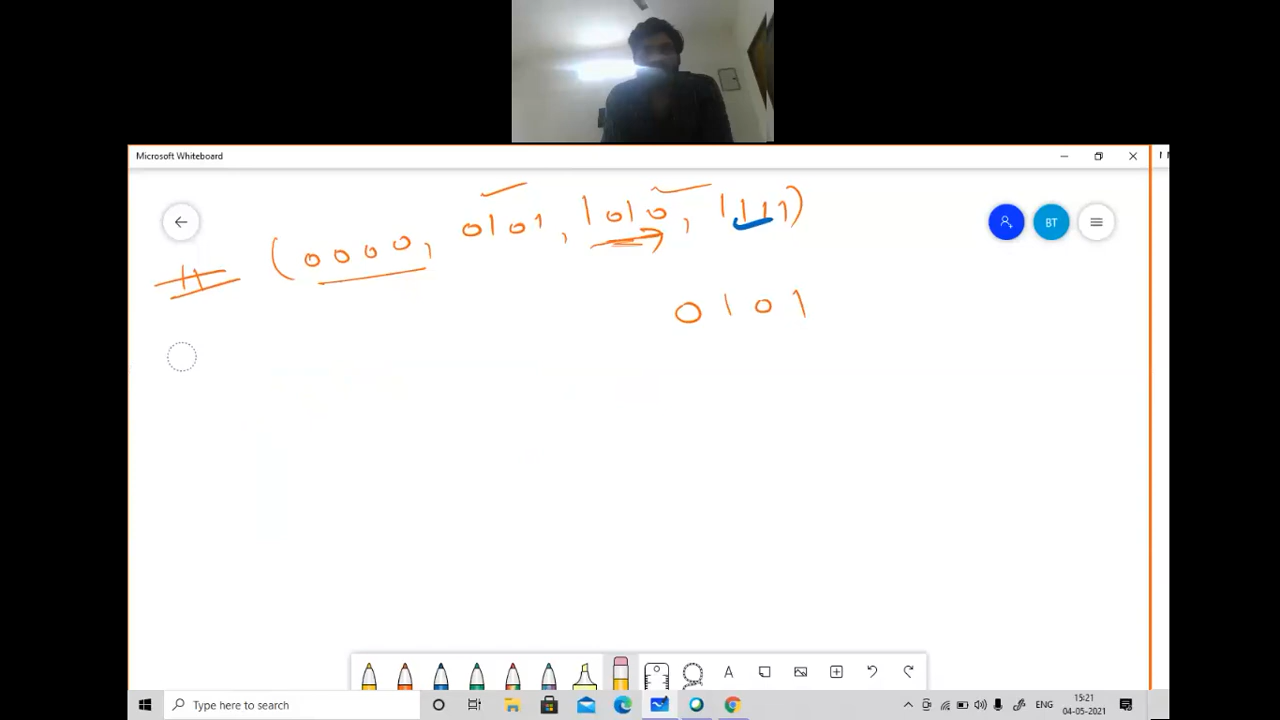 Microsoft Whiteboard
(0000, 0101, 1010, 1111)
0101
BT
A
Type here to search
ENG
15:21
04-05-2021